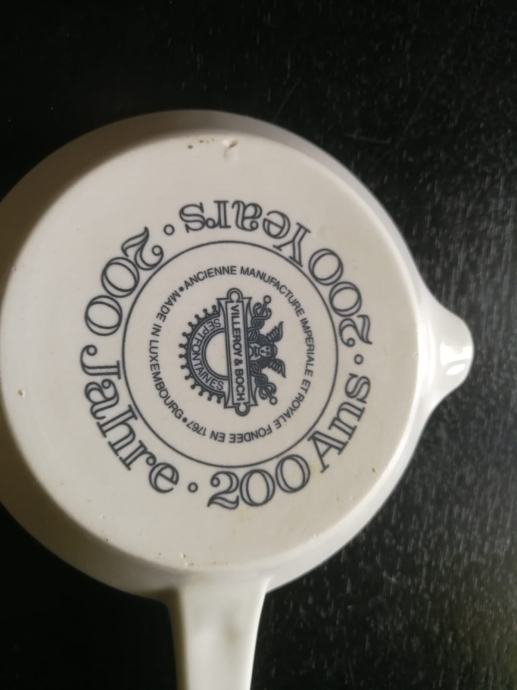 200 Years · 200 Ans · 200 Jahre ·
ANCIENNE MANUFACTURE IMPERIALE ET ROYALE FONDEE EN 1767 • MADE IN LUXEMBOURG •
VILLEROY & BOCH
SEPTFONTAINES